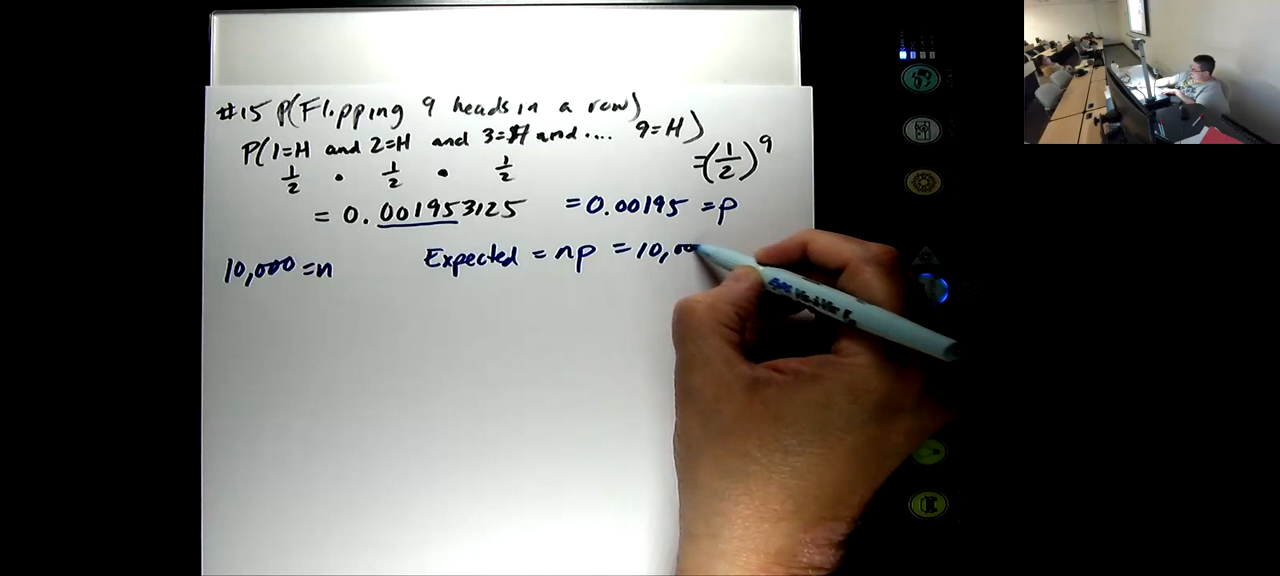 #15 P(Flipping 9 heads in a row)
P(1=H and 2=H and 3=H and .... 9=H)
1/2 • 1/2 • 1/2 =(1/2)^9
= 0.001953125 =0.00195 =p
10,000=n Expected = np =10,00